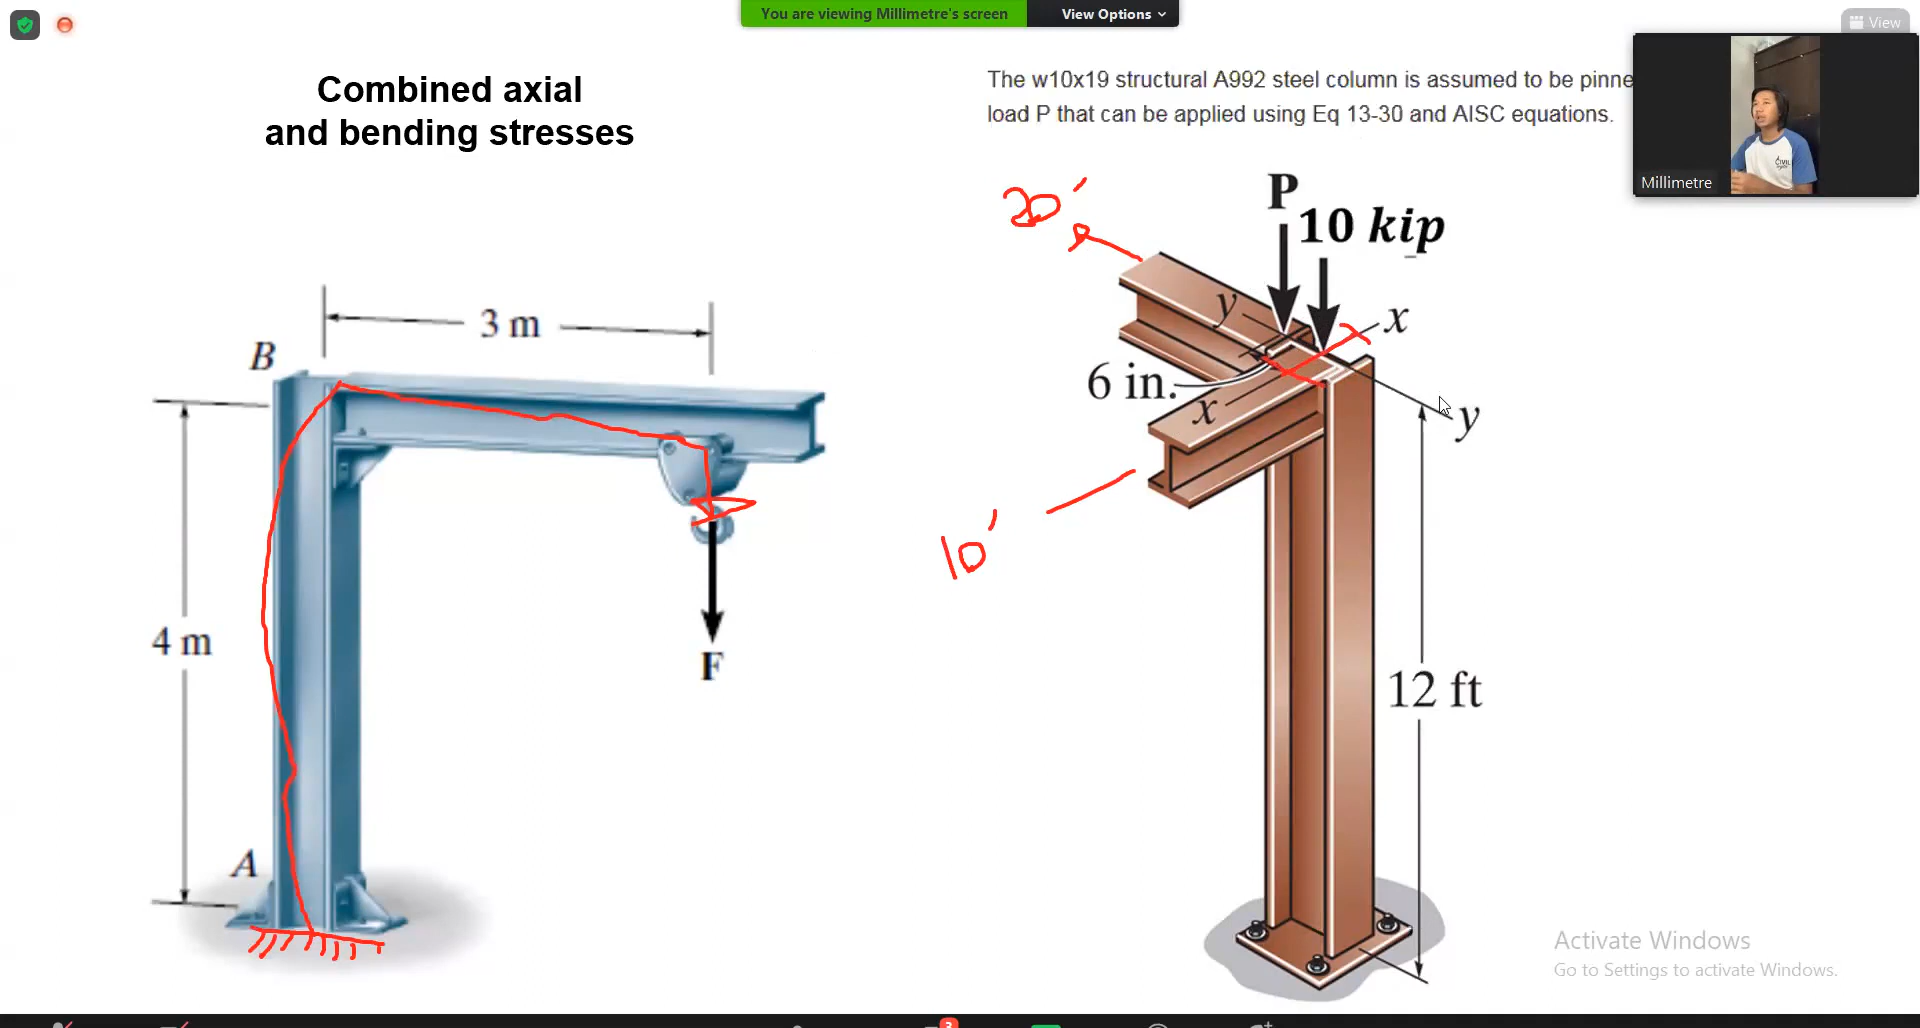 You are viewing Millimetre's screen
View Options
View
Combined axial
and bending stresses
The w10x19 structural A992 steel column is assumed to be pinne
load P that can be applied using Eq 13-30 and AISC equations.
CIVIL
Millimetre
20'
P
10 kip
3 m
B
y
x
6 in.
x
y
10'
4 m
F
12 ft
A
Activate Windows
Go to Settings to activate Windows.
3